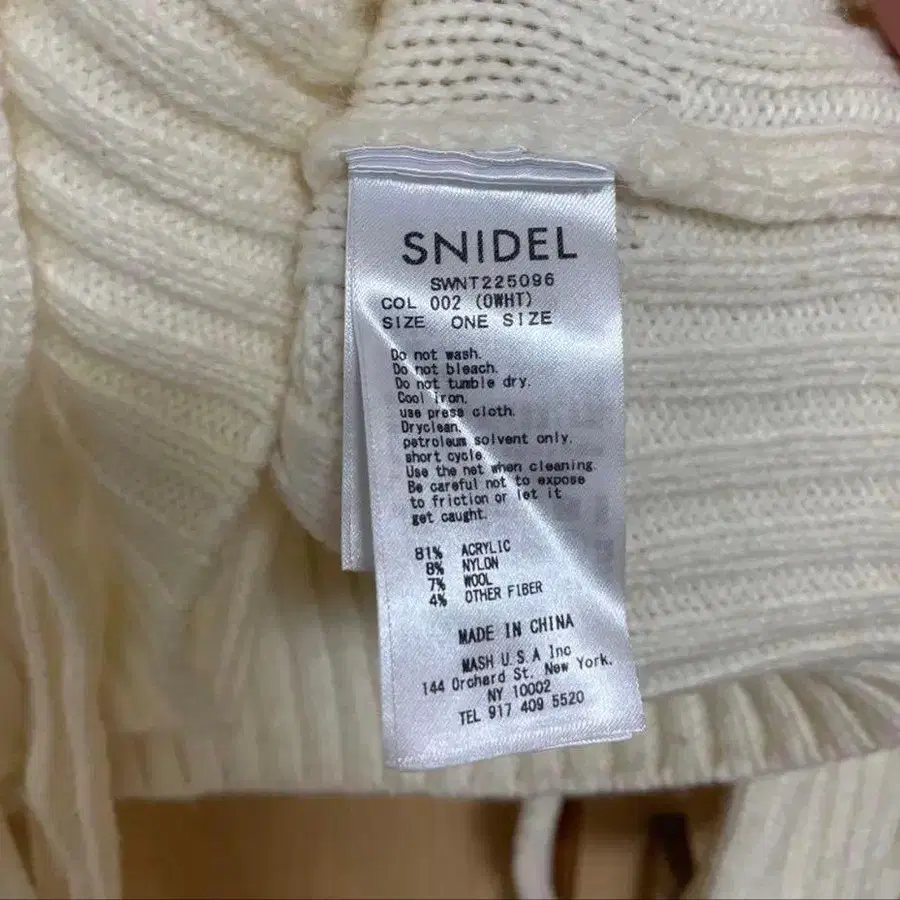 SNIDEL
SWNT225096
COL 002 (OWHT)
SIZE ONE SIZE
Do not wash.
Do not bleach.
Do not tumble dry.
Cool iron,
use press cloth.
Dryclean,
petroleum solvent only,
short cycle
Use the net when cleaning.
Be careful not to expose
to friction or let it
get caught.
81% ACRYLIC
8% NYLON
7% WOOL
4% OTHER FIBER
MADE IN CHINA
MASH U.S.A Inc
144 Orchard St. New York.
NY 10002
TEL 917 409 5520